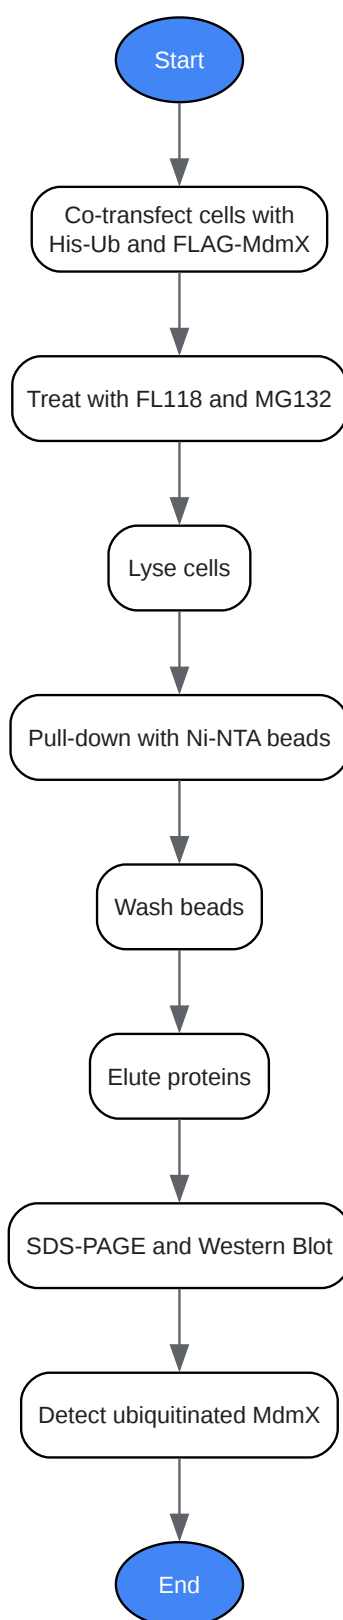 Start
Co-transfect cells with
His-Ub and FLAG-MdmX
Treat with FL118 and MG132
Lyse cells
Pull-down with Ni-NTA beads
Wash beads
Elute proteins
SDS-PAGE and Western Blot
Detect ubiquitinated MdmX
End